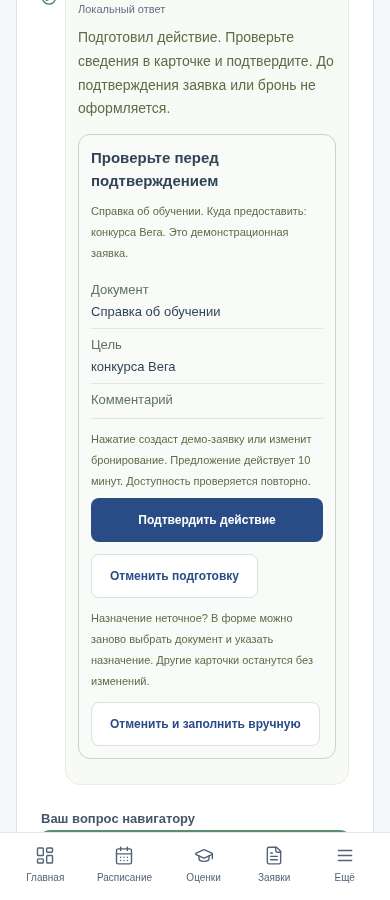 Локальный ответ
Подготовил действие. Проверьте
сведения в карточке и подтвердите. До
подтверждения заявка или бронь не
оформляется.
Проверьте перед
подтверждением
Справка об обучении. Куда предоставить:
конкурса Вега. Это демонстрационная
заявка.
Документ
Справка об обучении
Цель
конкурса Вега
Комментарий
Нажатие создаст демо-заявку или изменит
бронирование. Предложение действует 10
минут. Доступность проверяется повторно.
Подтвердить действие
Отменить подготовку
Назначение неточное? В форме можно
заново выбрать документ и указать
назначение. Другие карточки останутся без
изменений.
Отменить и заполнить вручную
Ваш вопрос навигатору
Главная
Расписание
Оценки
Заявки
Ещё